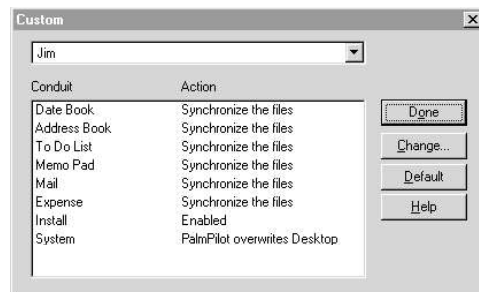 Custom
Jim
Conduit Action
Date Book Synchronize the files
Address Book Synchronize the files
To Do List Synchronize the files
Memo Pad Synchronize the files
Mail Synchronize the files
Expense Synchronize the files
Install Enabled
System PalmPilot overwrites Desktop
Done
Change...
Default
Help